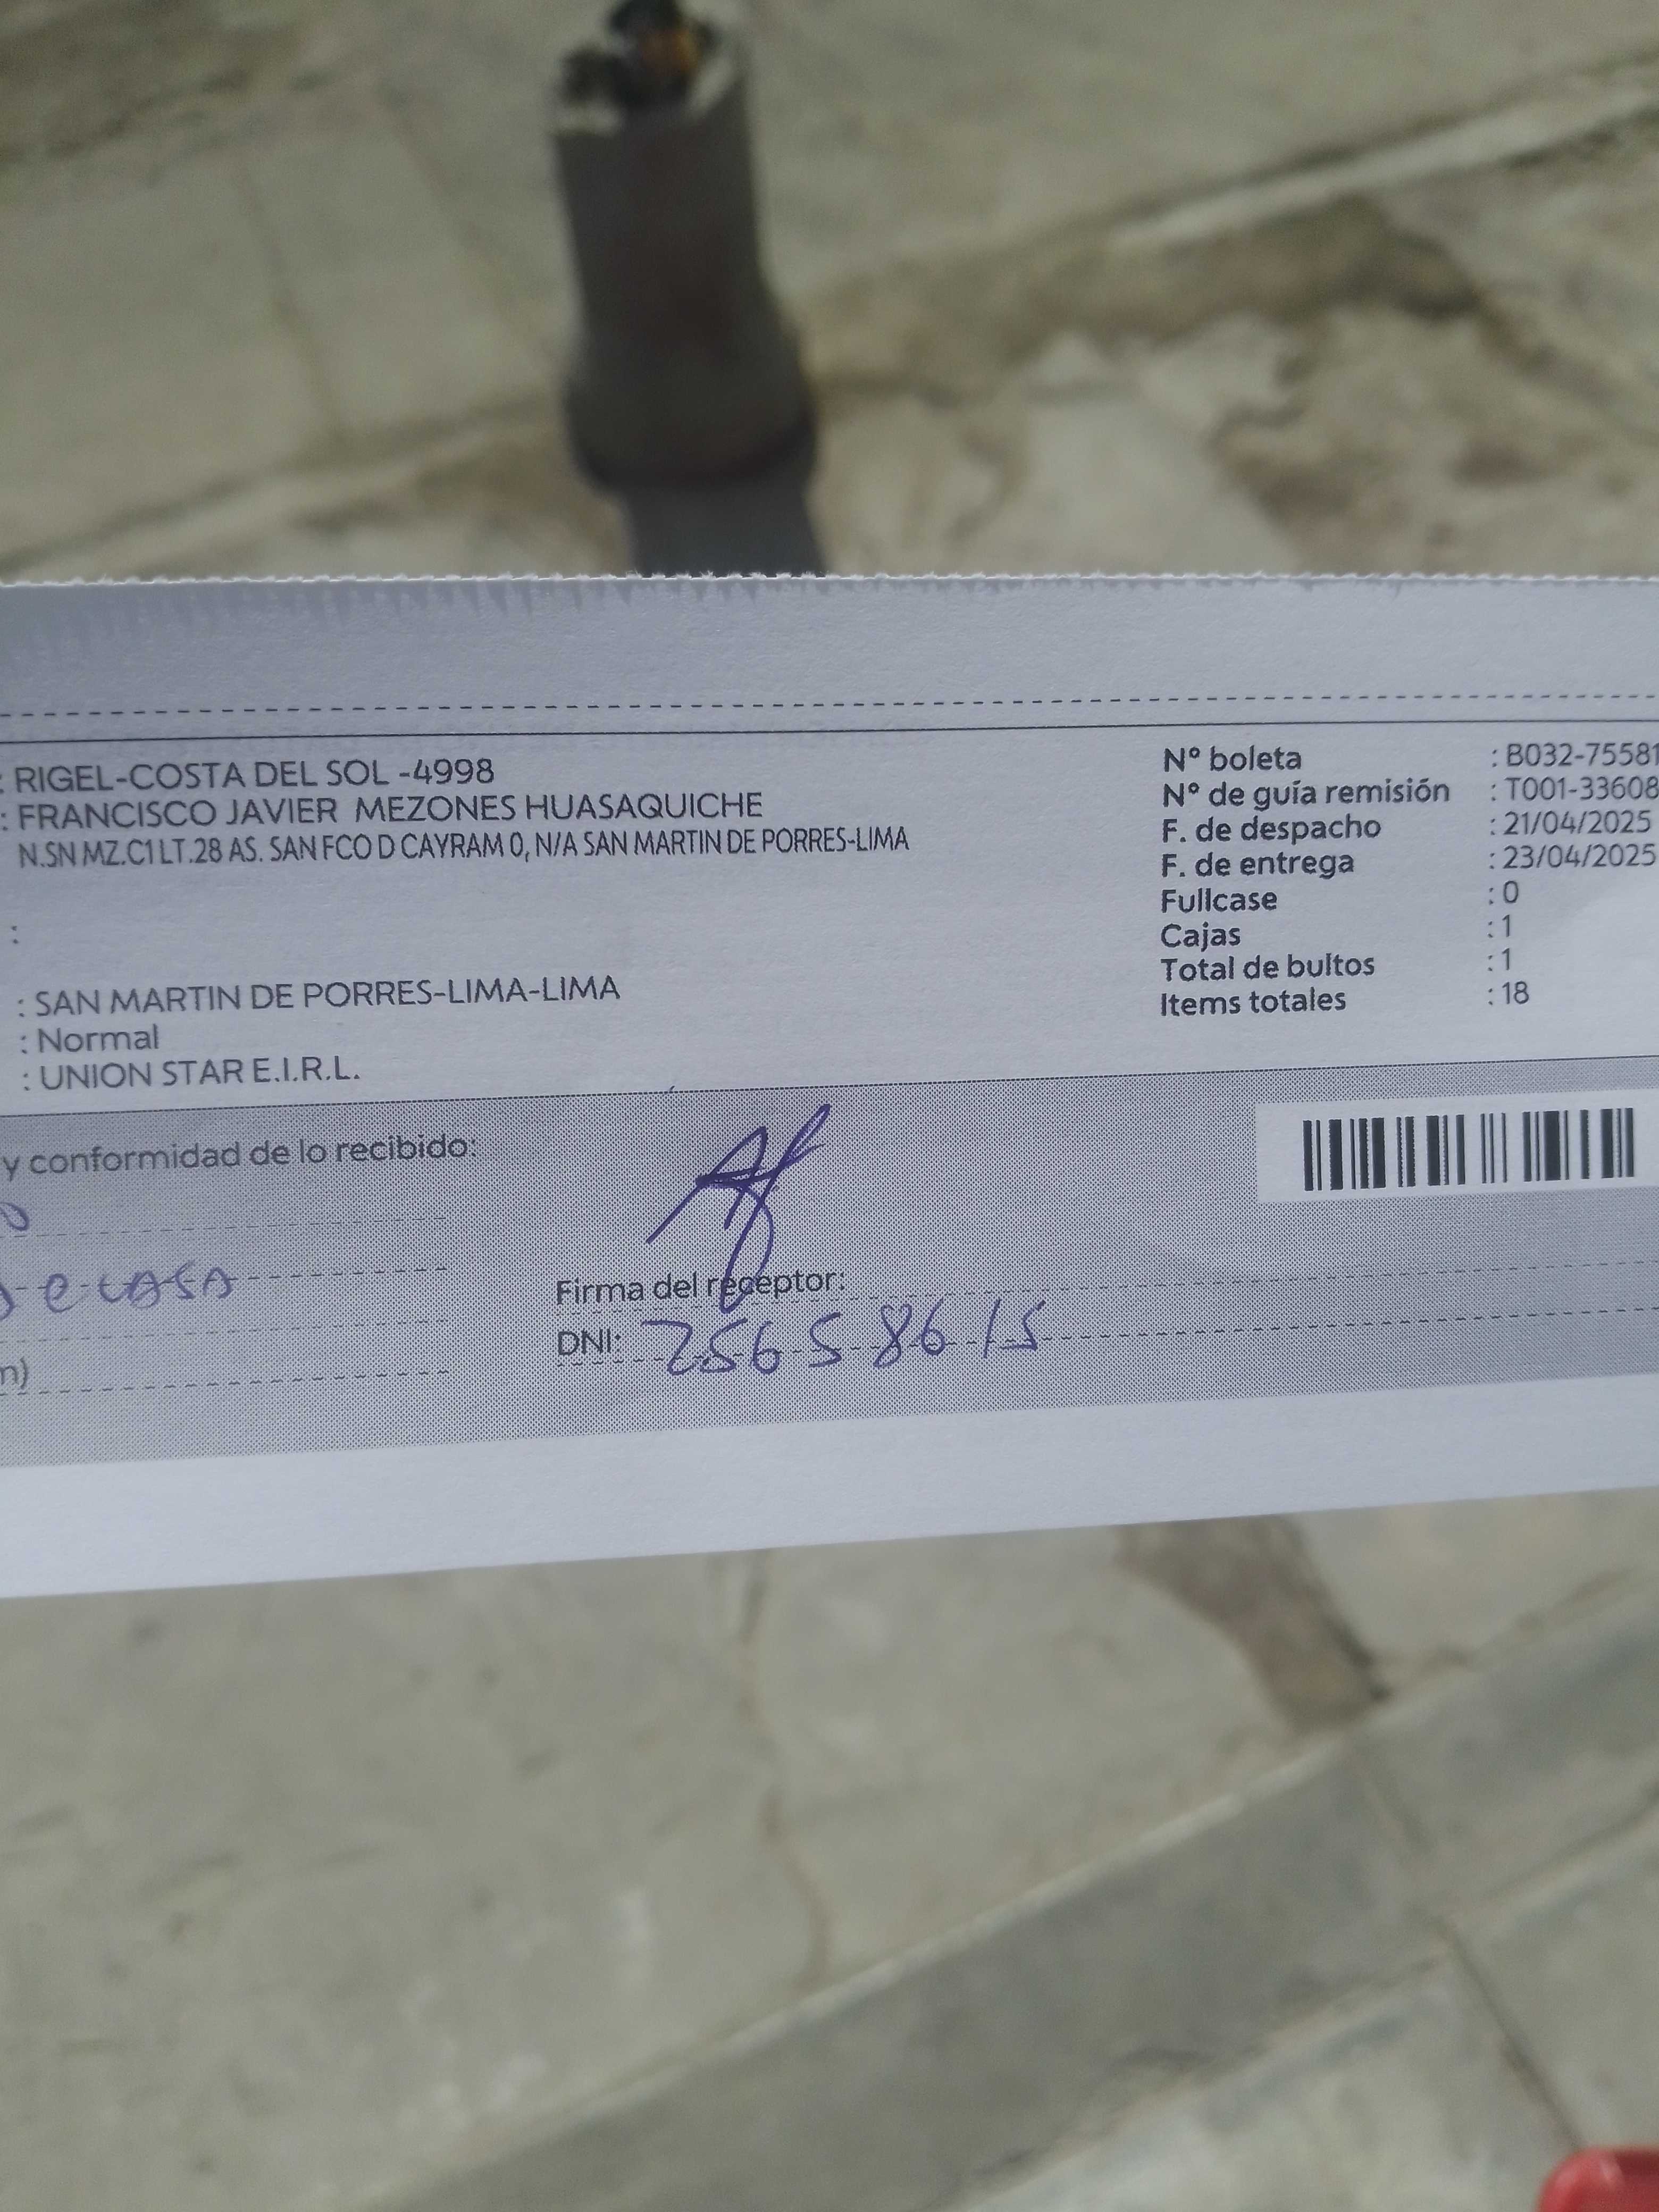 : RIGEL-COSTA DEL SOL -4998
: FRANCISCO JAVIER MEZONES HUASAQUICHE
N.SN MZ.C1 LT.28 AS. SAN FCO D CAYRAM 0, N/A SAN MARTIN DE PORRES-LIMA
:
: SAN MARTIN DE PORRES-LIMA-LIMA
: Normal
: UNION STAR E.I.R.L.
Nº boleta : B032-75581
Nº de guía remisión : T001-33608
F. de despacho : 21/04/2025
F. de entrega : 23/04/2025
Fullcase : 0
Cajas : 1
Total de bultos : 1
Items totales : 18
y conformidad de lo recibido:
e casa
n)
Firma del receptor:
DNI: 25658615